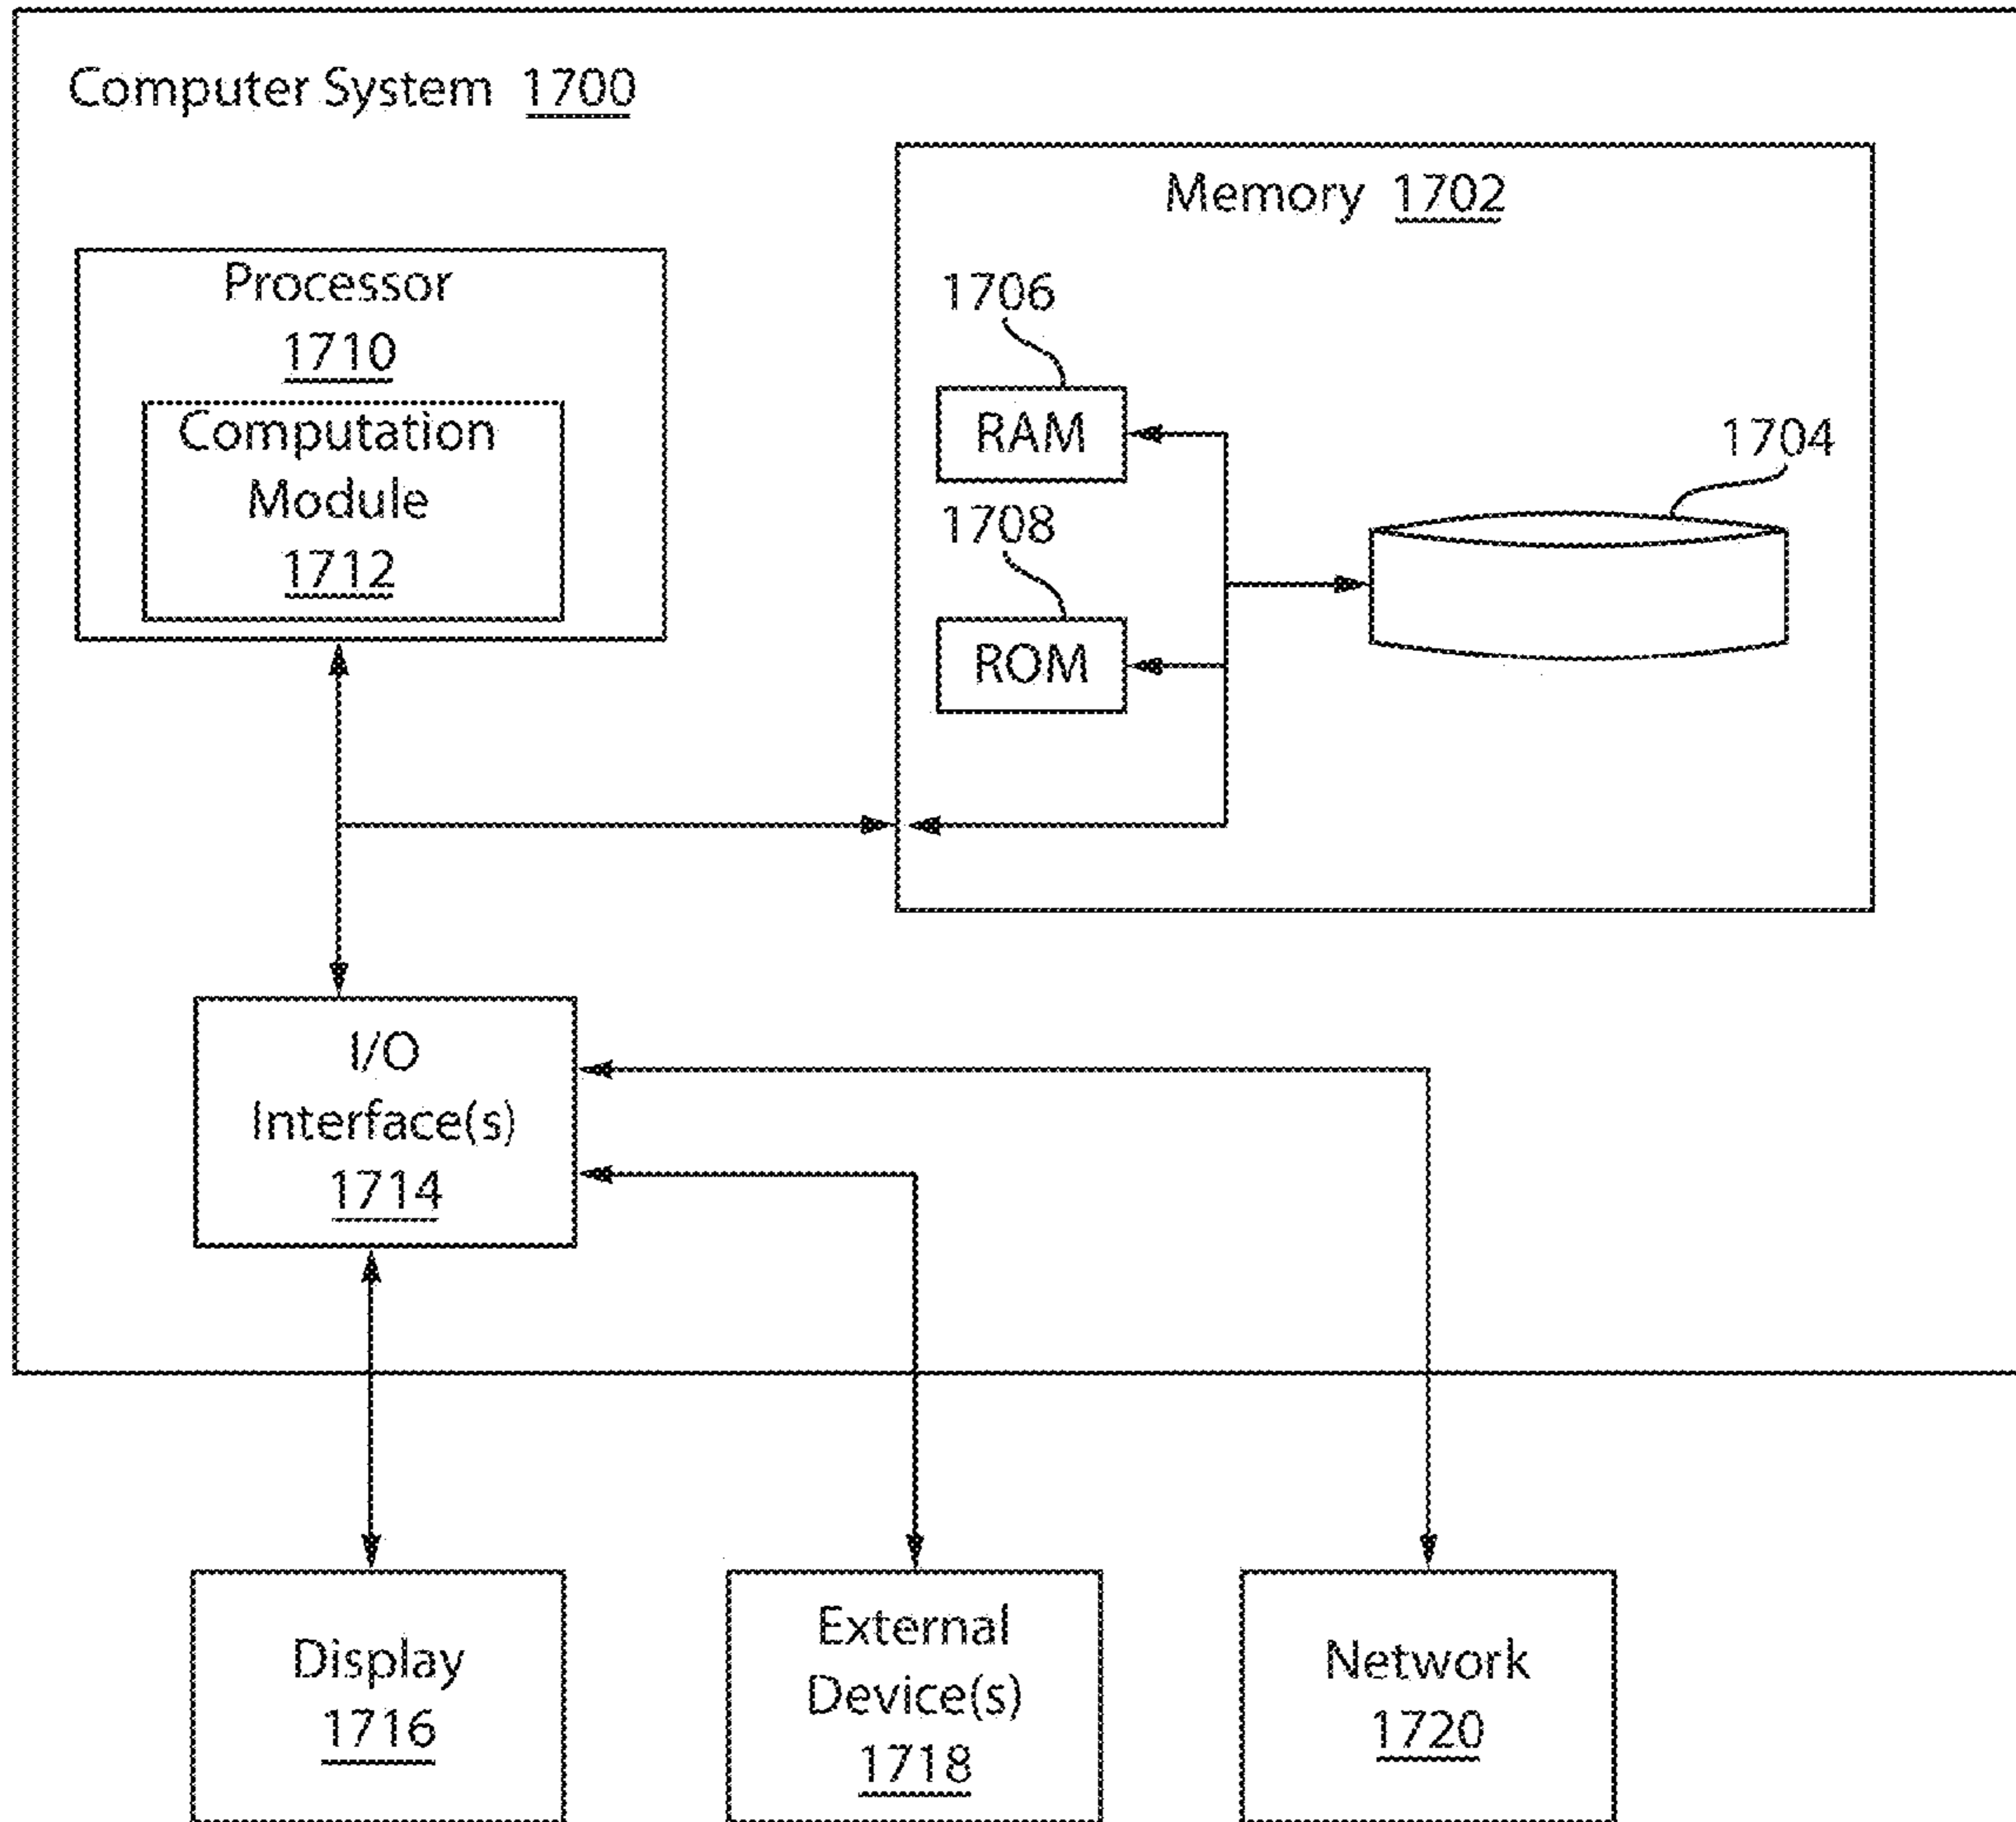 Computer System 1700
Memory 1702
Processor
1710
Computation
Module
1712
1706
RAM
1704
1708
ROM
I/O
Interface(s)
1714
Display
1716
External
Device(s)
1718
Network
1720